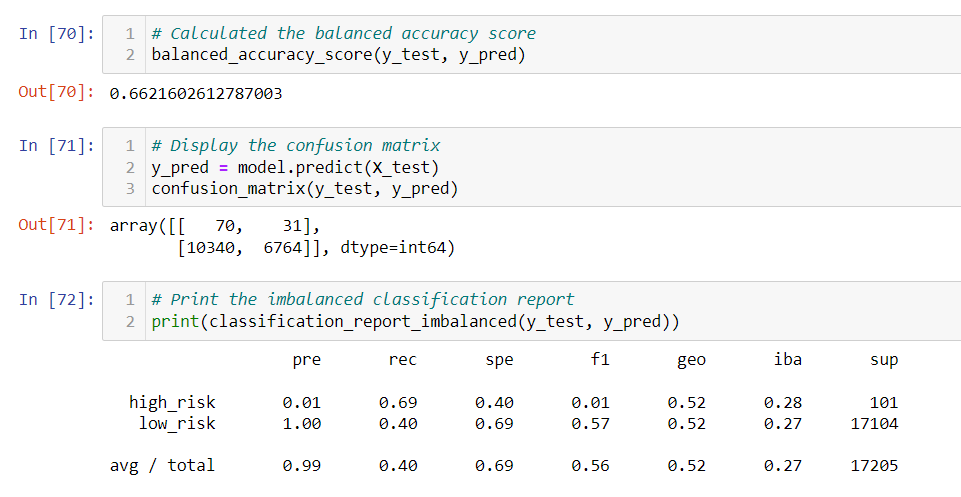 In [70]: 1 # Calculated the balanced accuracy score
2 balanced_accuracy_score(y_test, y_pred)
Out[70]: 0.6621602612787003
In [71]: 1 # Display the confusion matrix
2 y_pred = model.predict(X_test)
3 confusion_matrix(y_test, y_pred)
Out[71]: array([[   70,    31],
       [10340,  6764]], dtype=int64)
In [72]: 1 # Print the imbalanced classification report
2 print(classification_report_imbalanced(y_test, y_pred))
pre rec spe f1 geo iba sup
high_risk 0.01 0.69 0.40 0.01 0.52 0.28 101
low_risk 1.00 0.40 0.69 0.57 0.52 0.27 17104
avg / total 0.99 0.40 0.69 0.56 0.52 0.27 17205